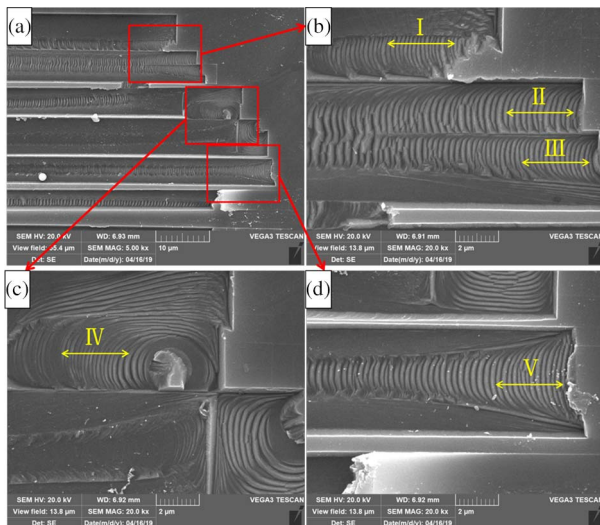 (a)
SEM HV: 20.0 kV WD: 6.93 mm VEGA3 TESCAN
View field: 55.4 µm SEM MAG: 5.00 kx 10 µm
Det: SE Date(m/d/y): 04/16/19
(b)
I
II
III
SEM HV: 20.0 kV WD: 6.91 mm VEGA3 TESCAN
View field: 13.8 µm SEM MAG: 20.0 kx 2 µm
Det: SE Date(m/d/y): 04/16/19
(c)
IV
SEM HV: 20.0 kV WD: 6.92 mm VEGA3 TESCAN
View field: 13.8 µm SEM MAG: 20.0 kx 2 µm
Det: SE Date(m/d/y): 04/16/19
(d)
V
SEM HV: 20.0 kV WD: 6.92 mm VEGA3 TESCAN
View field: 13.8 µm SEM MAG: 20.0 kx 2 µm
Det: SE Date(m/d/y): 04/16/19